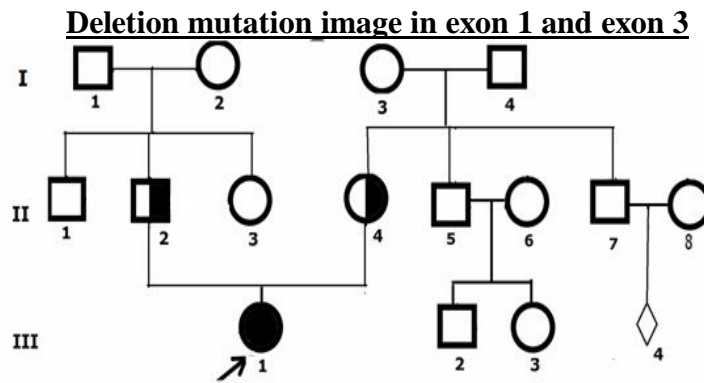 Deletion mutation image in exon 1 and exon 3
I
1 2 3 4
II
1 2 3 4 5 6 7 8
III
1 2 3 4